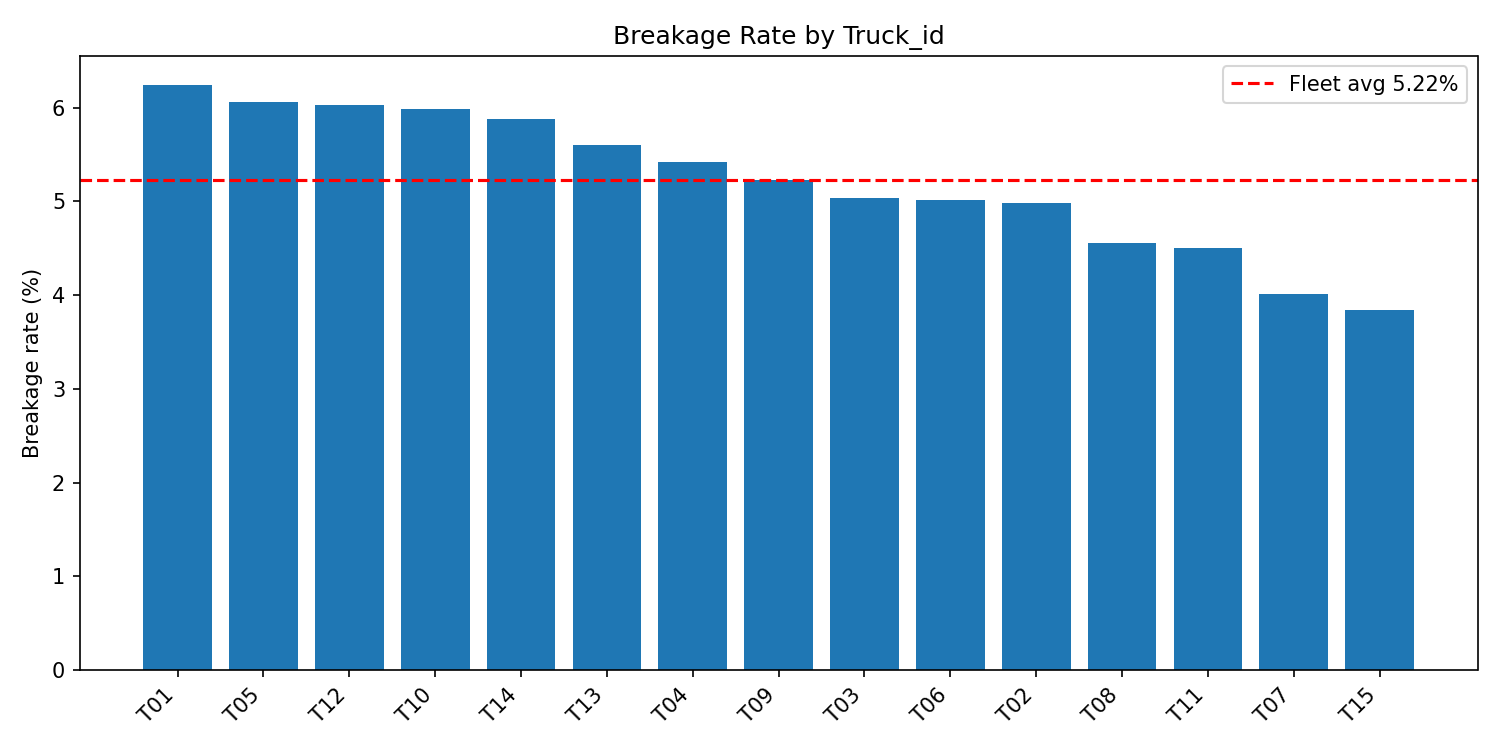 Breakage Rate by Truck_id
Fleet avg 5.22%
Breakage rate (%)
6
5
4
3
2
1
0
T01
T05
T12
T10
T14
T13
T04
T09
T03
T06
T02
T08
T11
T07
T15